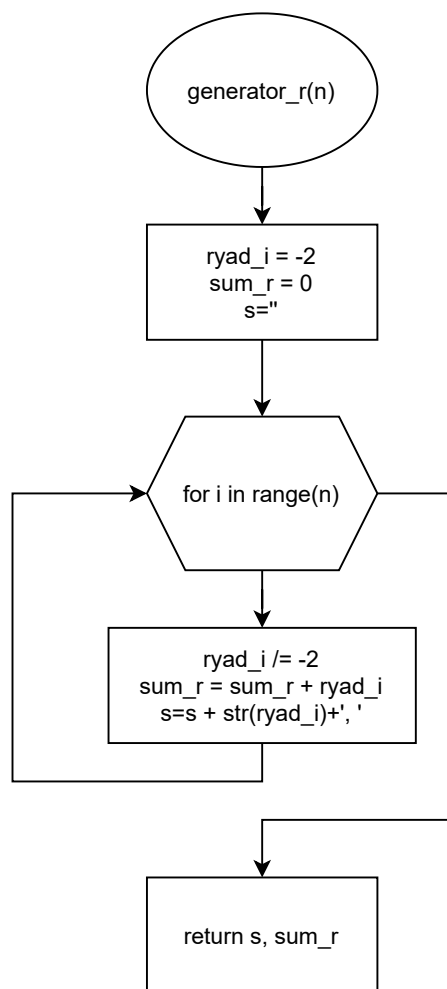 generator_r(n)
ryad_i = -2
sum_r = 0
s=''
for i in range(n)
ryad_i /= -2
sum_r = sum_r + ryad_i
s=s + str(ryad_i)+', '
return s, sum_r